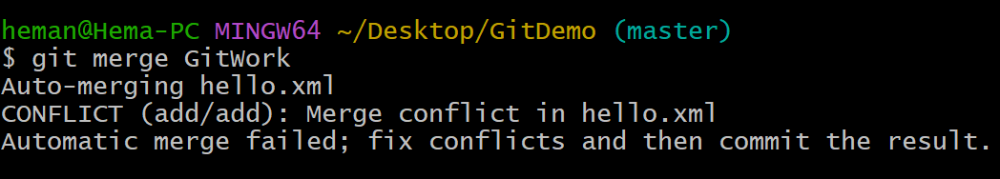 heman@Hema-PC MINGW64 ~/Desktop/GitDemo (master)
$ git merge GitWork
Auto-merging hello.xml
CONFLICT (add/add): Merge conflict in hello.xml
Automatic merge failed; fix conflicts and then commit the result.